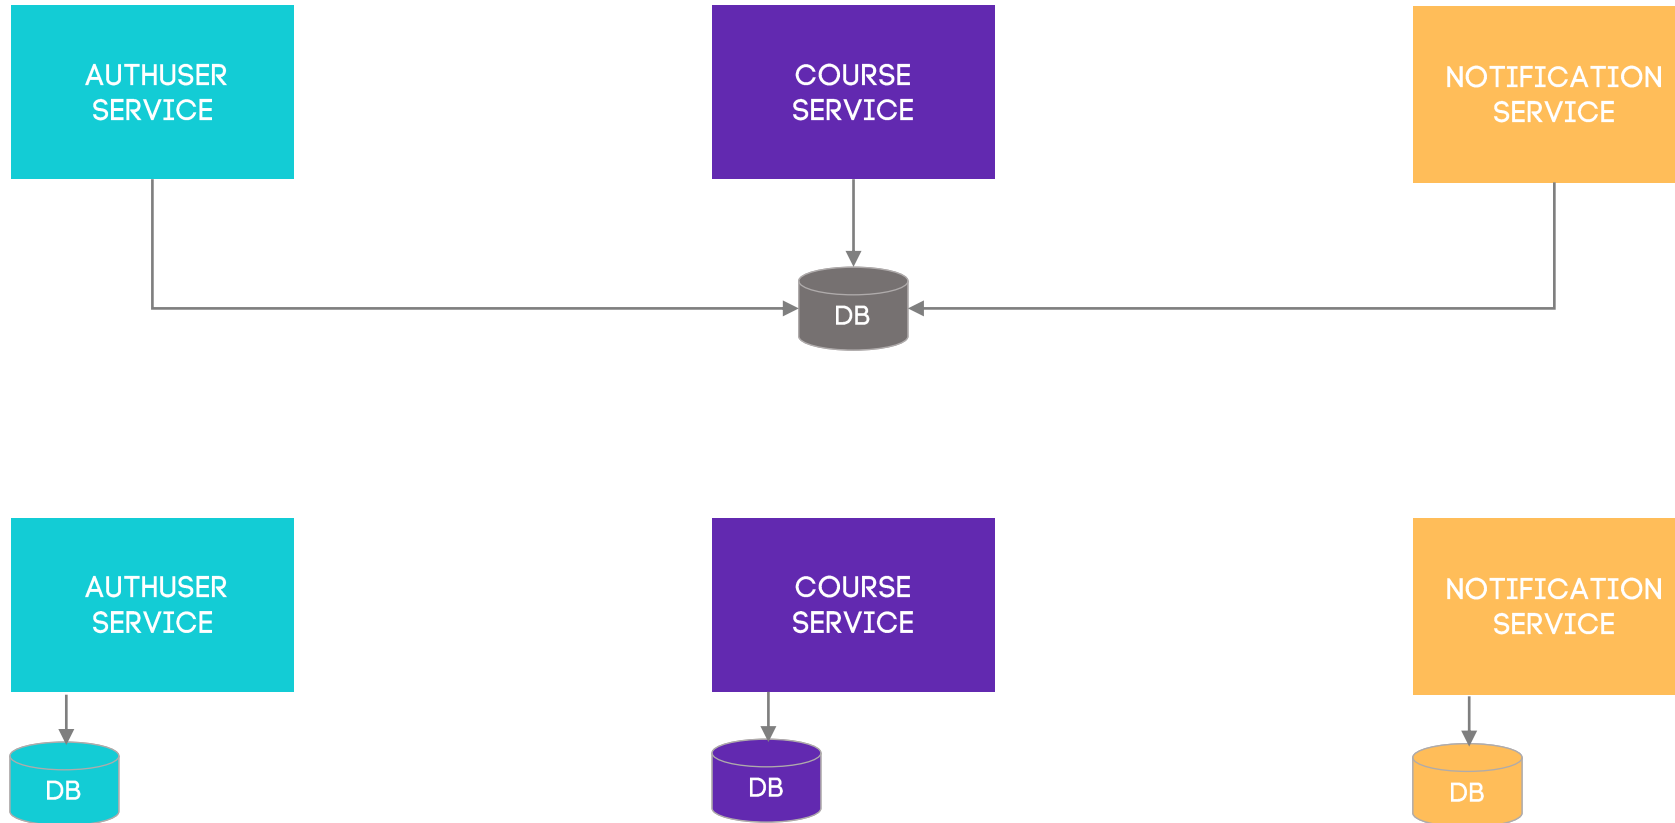 AUTHUSER
SERVICE
COURSE
SERVICE
NOTIFICATION
SERVICE
DB
AUTHUSER
SERVICE
COURSE
SERVICE
NOTIFICATION
SERVICE
DB
DB
DB